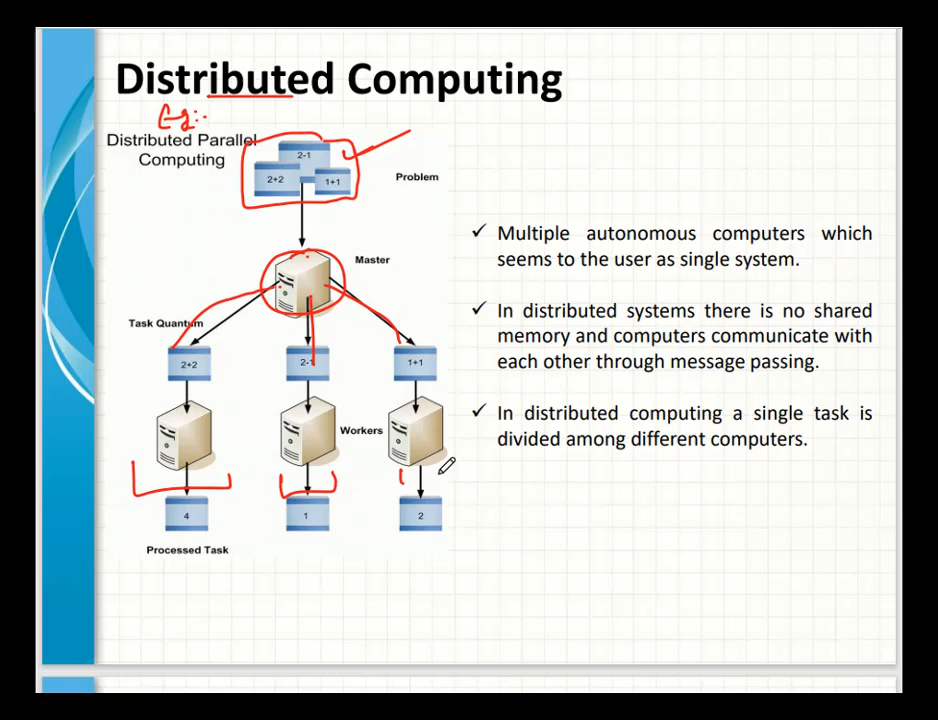 Distributed Computing
Eg:-
Distributed Parallel
Computing
2-1
2+2
1+1
Problem
Master
Task Quantum
2+2
2-1
1+1
Workers
4
1
2
Processed Task
✓ Multiple autonomous computers which
seems to the user as single system.
✓ In distributed systems there is no shared
memory and computers communicate with
each other through message passing.
✓ In distributed computing a single task is
divided among different computers.